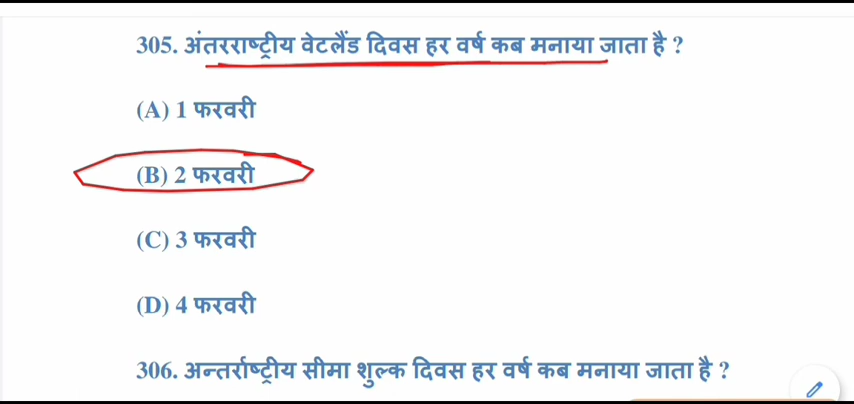 305. अंतरराष्ट्रीय वेटलैंड दिवस हर वर्ष कब मनाया जाता है ?
(A) 1 फरवरी
(B) 2 फरवरी
(C) 3 फरवरी
(D) 4 फरवरी
306. अन्तर्राष्ट्रीय सीमा शुल्क दिवस हर वर्ष कब मनाया जाता है ?